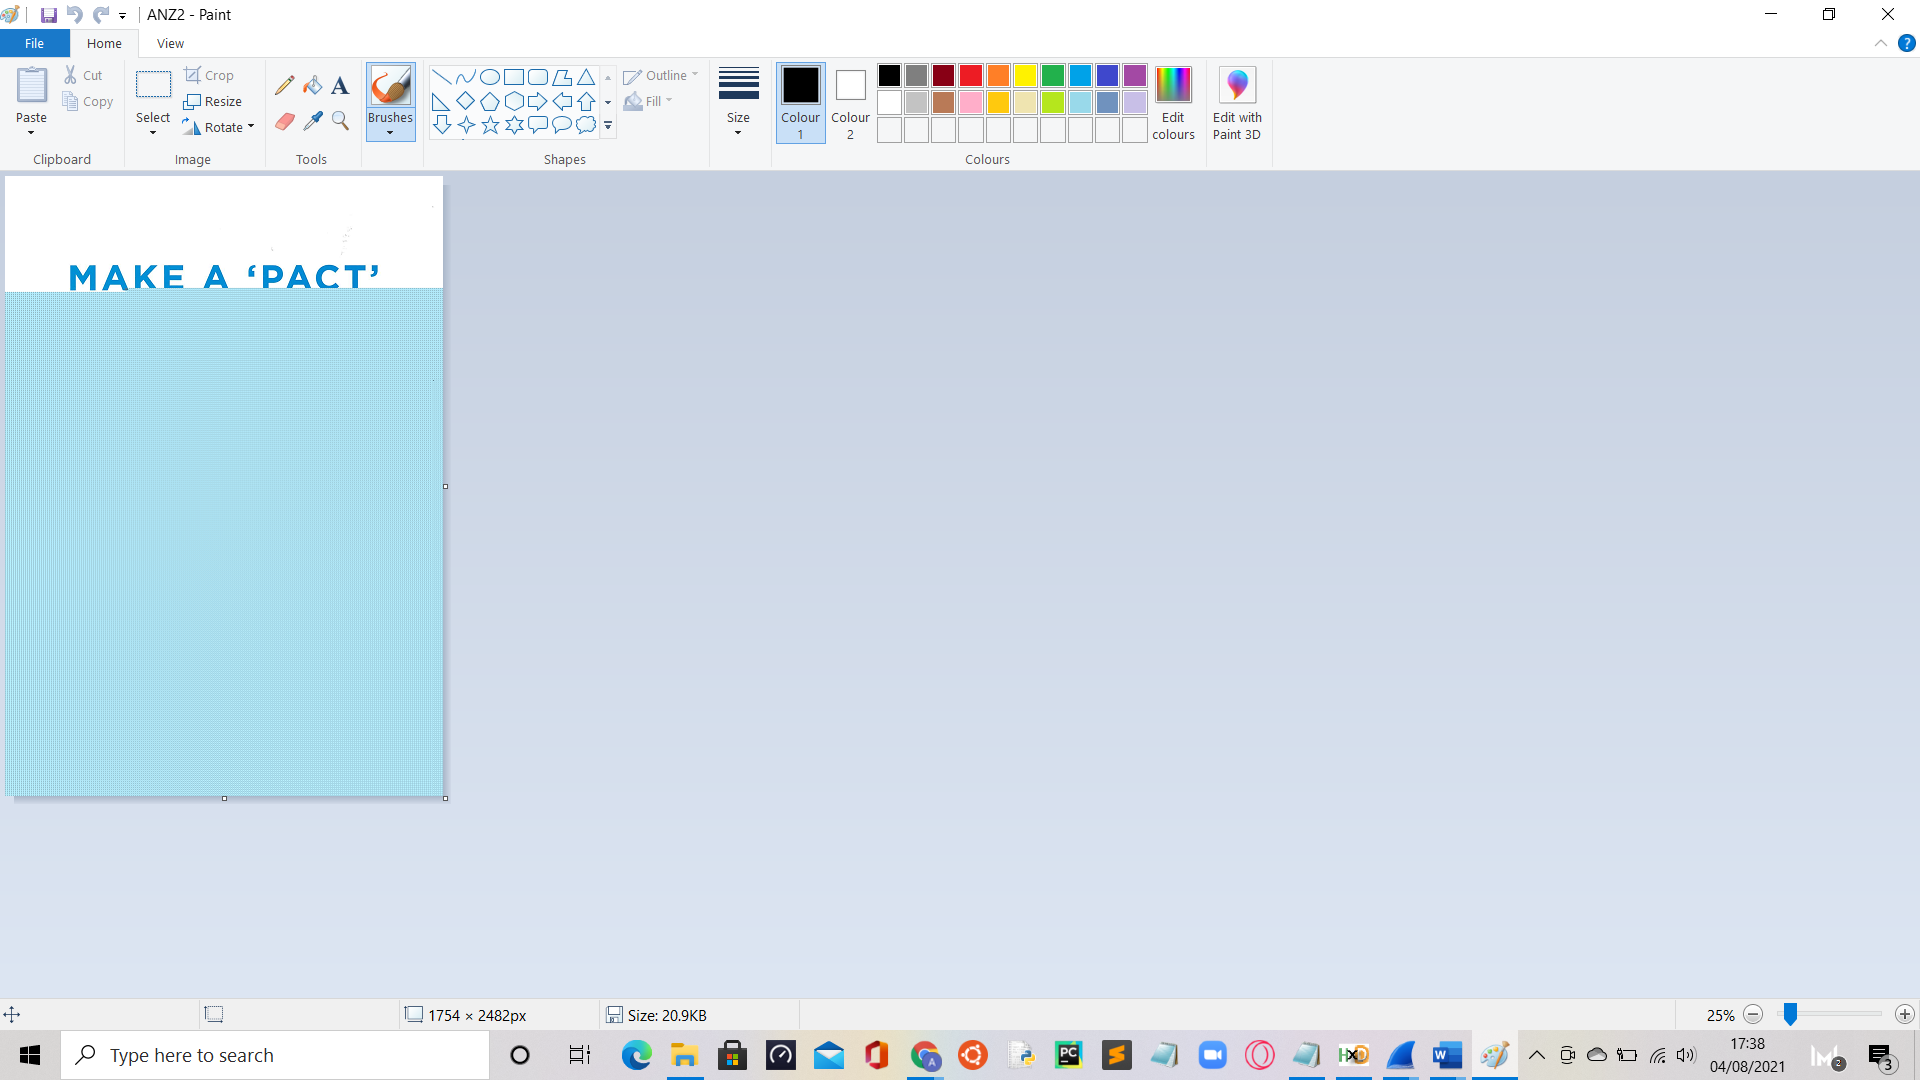 ANZ2 - Paint
File Home View
Paste
Cut
Copy
Clipboard
Select
Crop
Resize
Rotate
Image
Tools
Brushes
Shapes
Outline
Fill
Size
Colour 1
Colour 2
Colours
Edit colours
Edit with Paint 3D
MAKE A ‘PACT’
1754 × 2482px
Size: 20.9KB
25%
Type here to search
17:38
04/08/2021